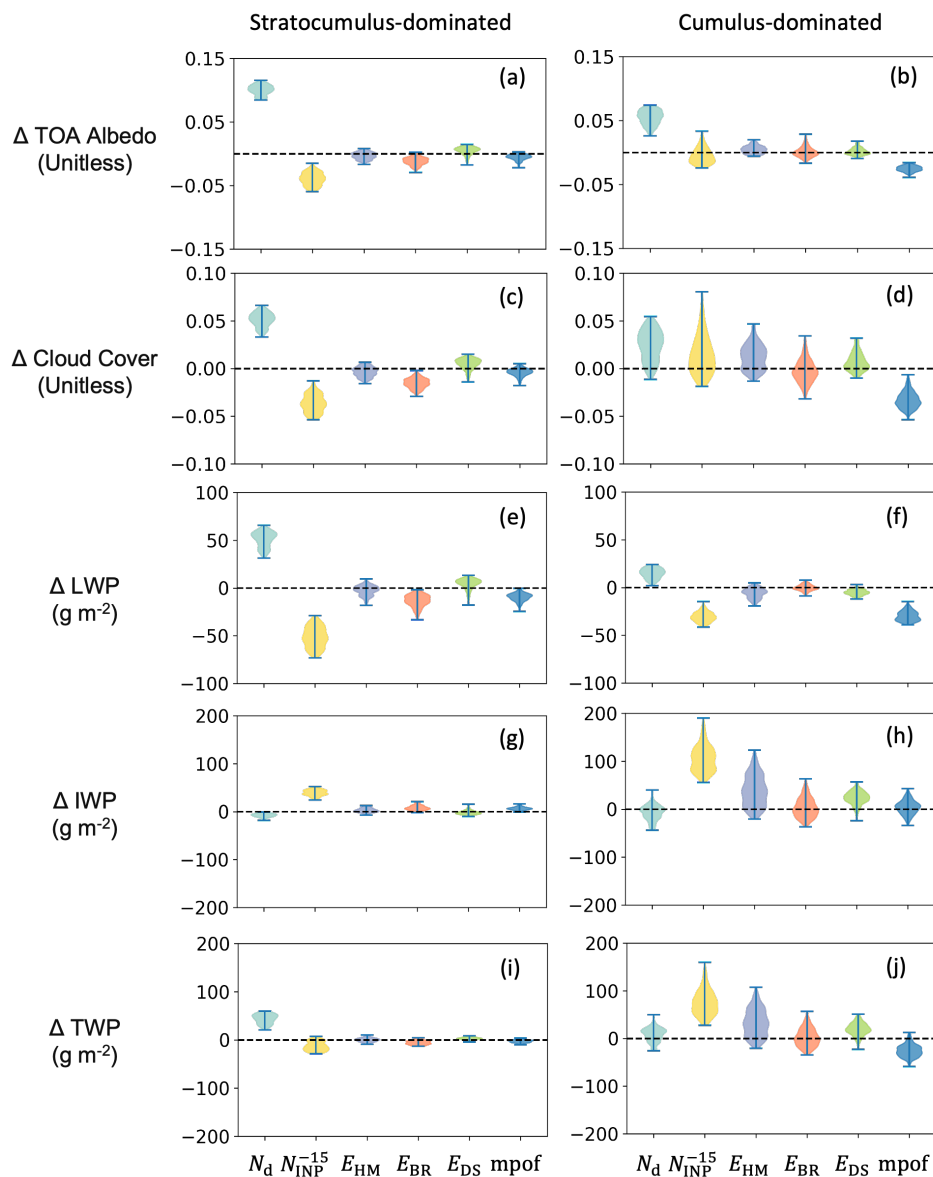 Stratocumulus-dominated Cumulus-dominated
0.15 (a) 0.15 (b)
Δ TOA Albedo 0.05 0.05
(Unitless) −0.05 −0.05
−0.15 −0.15
0.10 (c) 0.10 (d)
0.05 0.05
Δ Cloud Cover 0.00 0.00
(Unitless) −0.05 −0.05
−0.10 −0.10
100 (e) 100 (f)
50 50
Δ LWP 0 0
(g m⁻²) −50 −50
−100 −100
200 (g) 200 (h)
100 100
Δ IWP 0 0
(g m⁻²) −100 −100
−200 −200
200 (i) 200 (j)
100 100
Δ TWP 0 0
(g m⁻²) −100 −100
−200 −200
N_d N_INP^−15 E_HM E_BR E_DS mpof N_d N_INP^−15 E_HM E_BR E_DS mpof